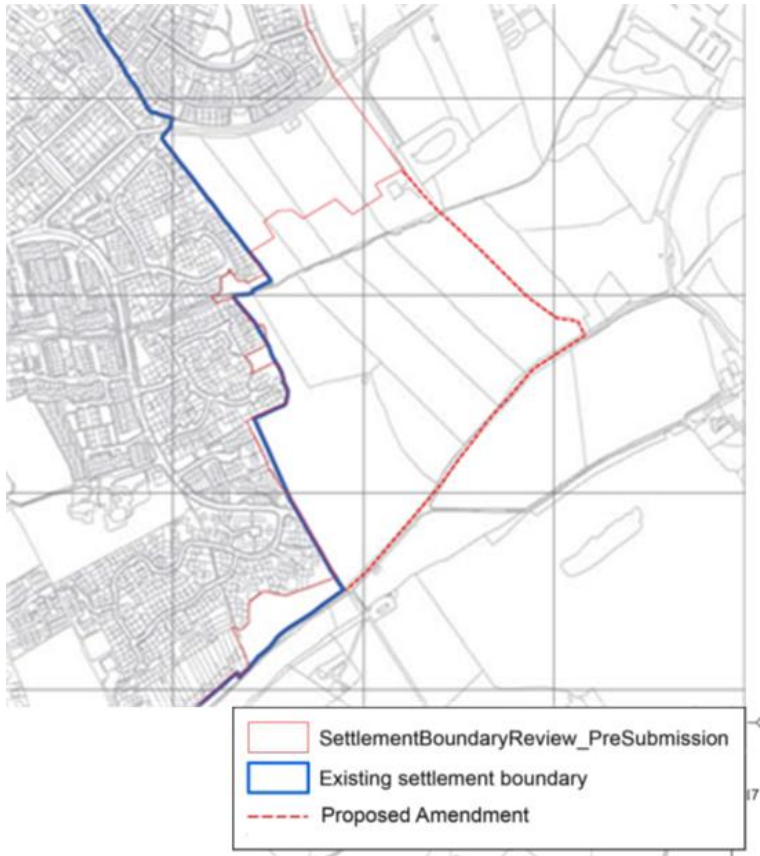 SettlementBoundaryReview_PreSubmission
Existing settlement boundary
Proposed Amendment